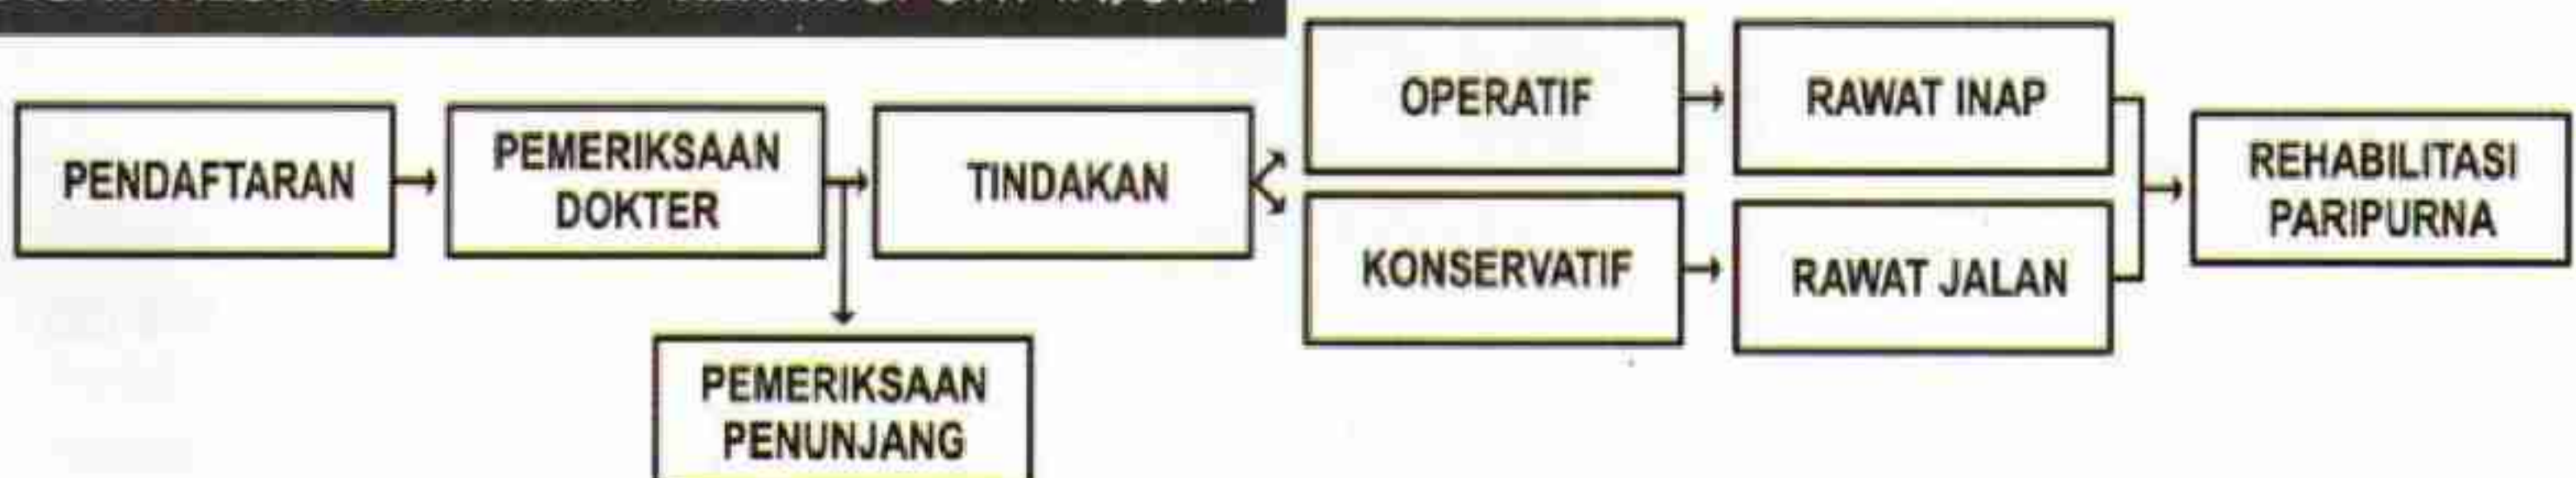 PENDAFTARAN
PEMERIKSAAN
DOKTER
TINDAKAN
OPERATIF
RAWAT INAP
KONSERVATIF
RAWAT JALAN
REHABILITASI
PARIPURNA
PEMERIKSAAN
PENUNJANG